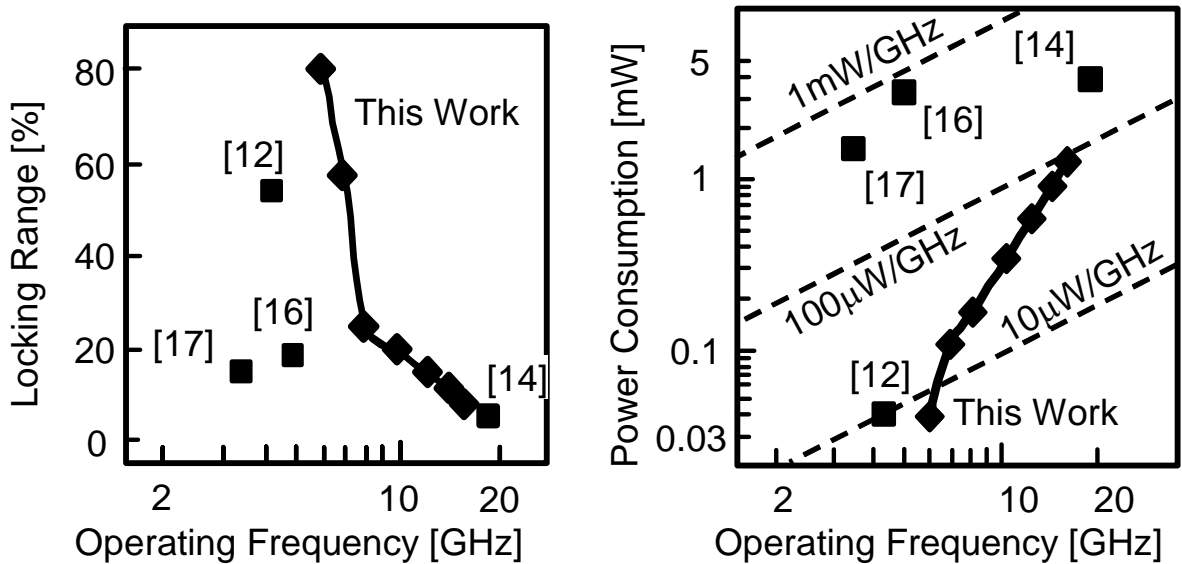 80
60
40
20
0
Locking Range [%]
This Work
[12]
[16]
[17]
[14]
2
10
20
Operating Frequency [GHz]
5
1
0.1
0.03
Power Consumption [mW]
1mW/GHz
[14]
[16]
[17]
100μW/GHz
10μW/GHz
[12]
This Work
2
10
20
Operating Frequency [GHz]